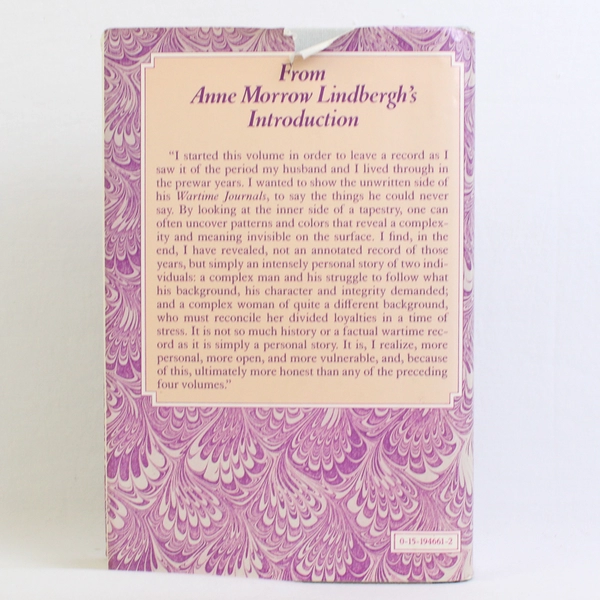 From
Anne Morrow Lindbergh's
Introduction
"I started this volume in order to leave a record as I
saw it of the period my husband and I lived through in
the prewar years. I wanted to show the unwritten side of
his Wartime Journals, to say the things he could never
say. By looking at the inner side of a tapestry, one can
often uncover patterns and colors that reveal a complex-
ity and meaning invisible on the surface. I find, in the
end, I have revealed, not an annotated record of those
years, but simply an intensely personal story of two indi-
viduals: a complex man and his struggle to follow what
his background, his character and integrity demanded;
and a complex woman of quite a different background,
who must reconcile her divided loyalties in a time of
stress. It is not so much history or a factual wartime rec-
ord as it is simply a personal story. It is, I realize, more
personal, more open, and more vulnerable, and, because
of this, ultimately more honest than any of the preceding
four volumes."
0-15-194661-2